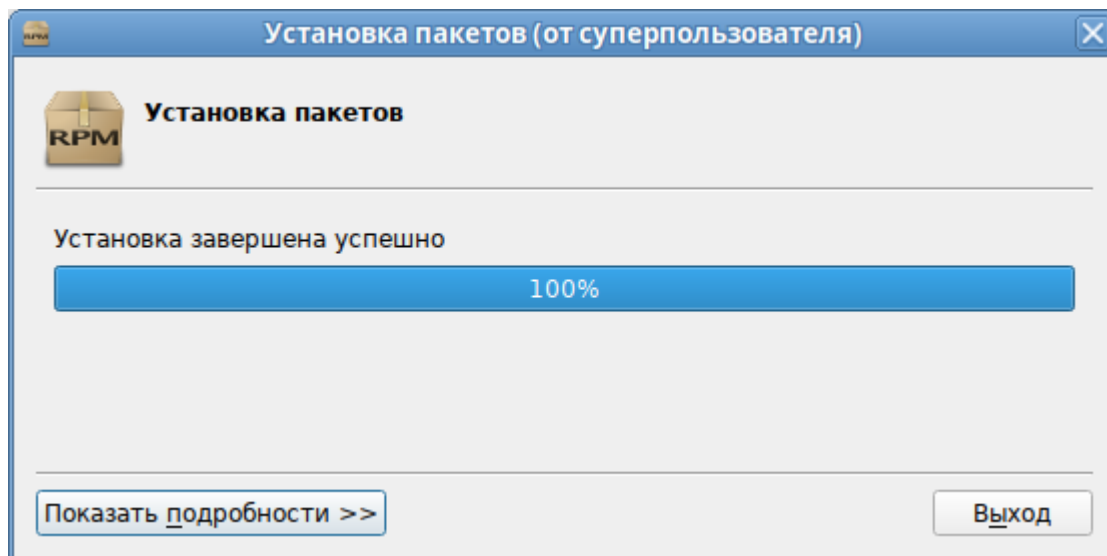 Установка пакетов (от суперпользователя)
RPM
Установка пакетов
Установка завершена успешно
100%
Показать подробности >>
Выход